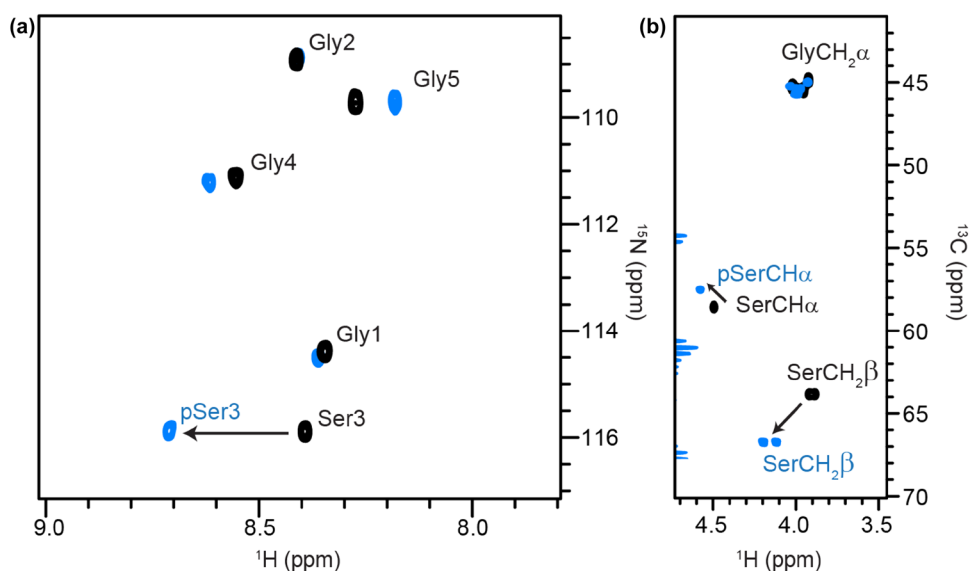 (a)
Gly2
Gly5
Gly4
Gly1
pSer3
Ser3
110
112
114
116
¹⁵N (ppm)
9.0
8.5
8.0
¹H (ppm)
(b)
GlyCH₂α
pSerCHα
SerCHα
SerCH₂β
SerCH₂β
45
50
55
60
65
70
¹³C (ppm)
4.5
4.0
3.5
¹H (ppm)